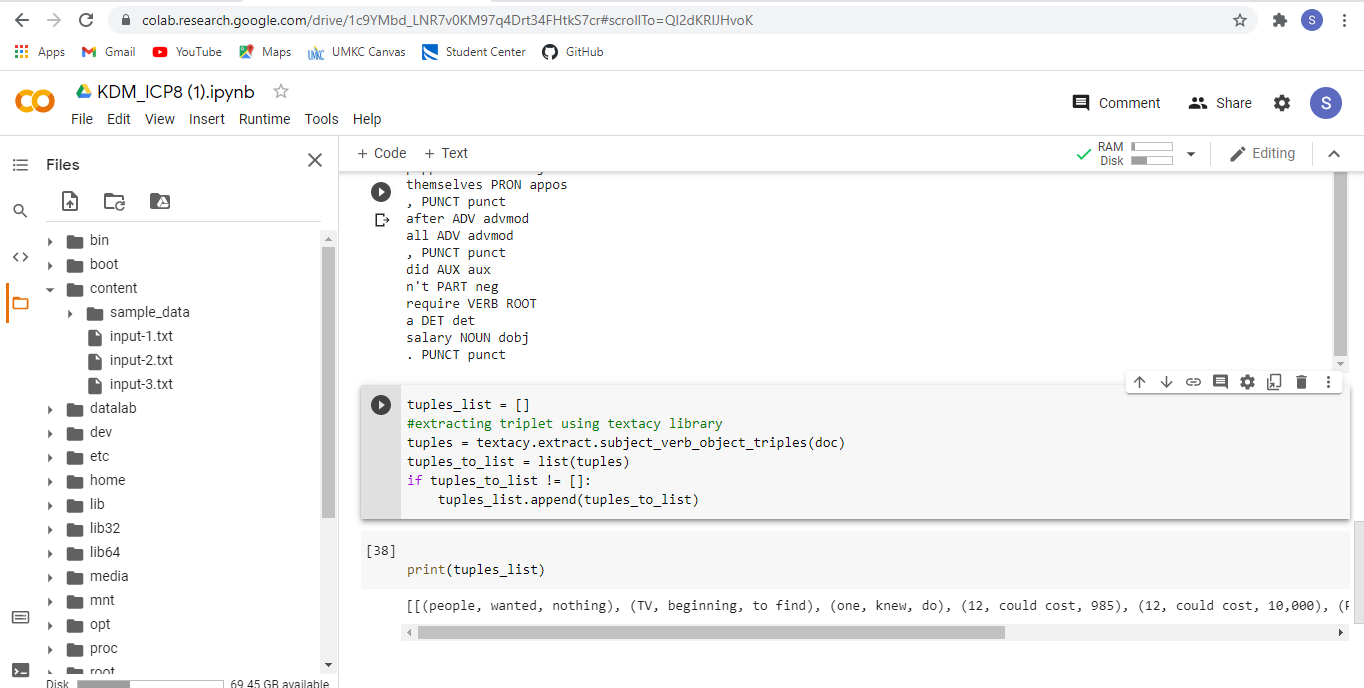 colab.research.google.com/drive/1c9YMbd_LNR7v0KM97q4Drt34FHtkS7cr#scrollTo=QI2dKRlJHvoK
S
Apps Gmail YouTube Maps UMKC Canvas Student Center GitHub
KDM_ICP8 (1).ipynb
File Edit View Insert Runtime Tools Help
Comment Share S
Files
+ Code + Text
RAM
Disk
Editing
bin
boot
content
sample_data
input-1.txt
input-2.txt
input-3.txt
datalab
dev
etc
home
lib
lib32
lib64
media
mnt
opt
proc
root
Disk 69.45 GB available
themselves PRON appos
, PUNCT punct
after ADV advmod
all ADV advmod
, PUNCT punct
did AUX aux
n't PART neg
require VERB ROOT
a DET det
salary NOUN dobj
. PUNCT punct
tuples_list = []
#extracting triplet using textacy library
tuples = textacy.extract.subject_verb_object_triples(doc)
tuples_to_list = list(tuples)
if tuples_to_list != []:
    tuples_list.append(tuples_to_list)
[38]
print(tuples_list)
[[(people, wanted, nothing), (TV, beginning, to find), (one, knew, do), (12, could cost, 985), (12, could cost, 10,000), (